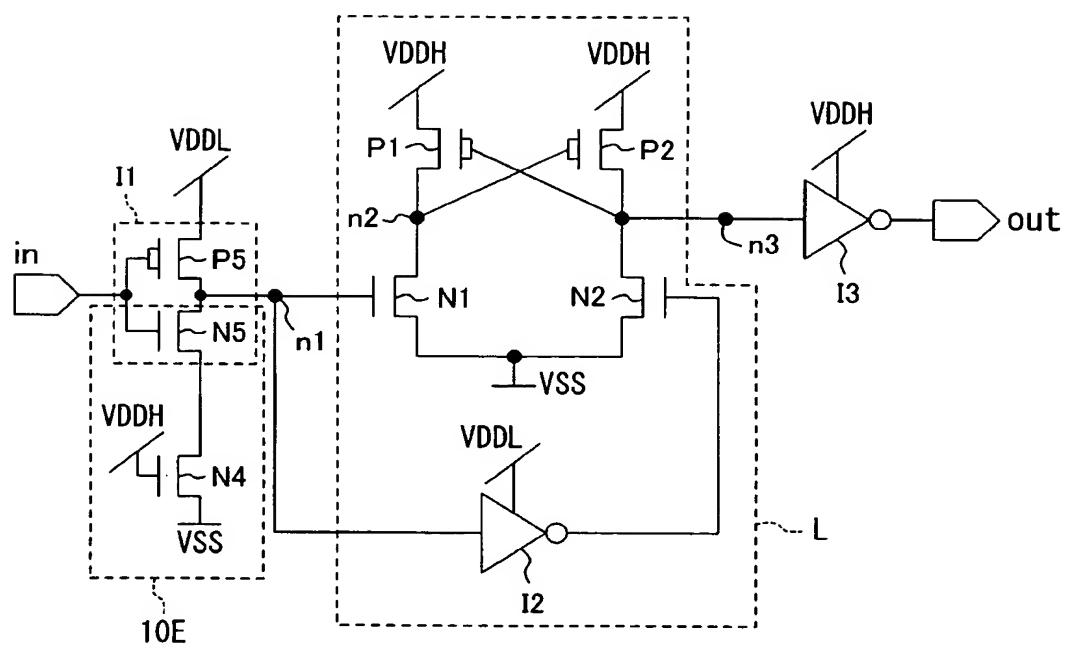 VDDH
VDDH
VDDH
VDDL
P1
P2
I1
in
P5
n2
n3
out
I3
N1
N2
N5
n1
VSS
VDDH
VDDL
N4
VSS
L
I2
10E